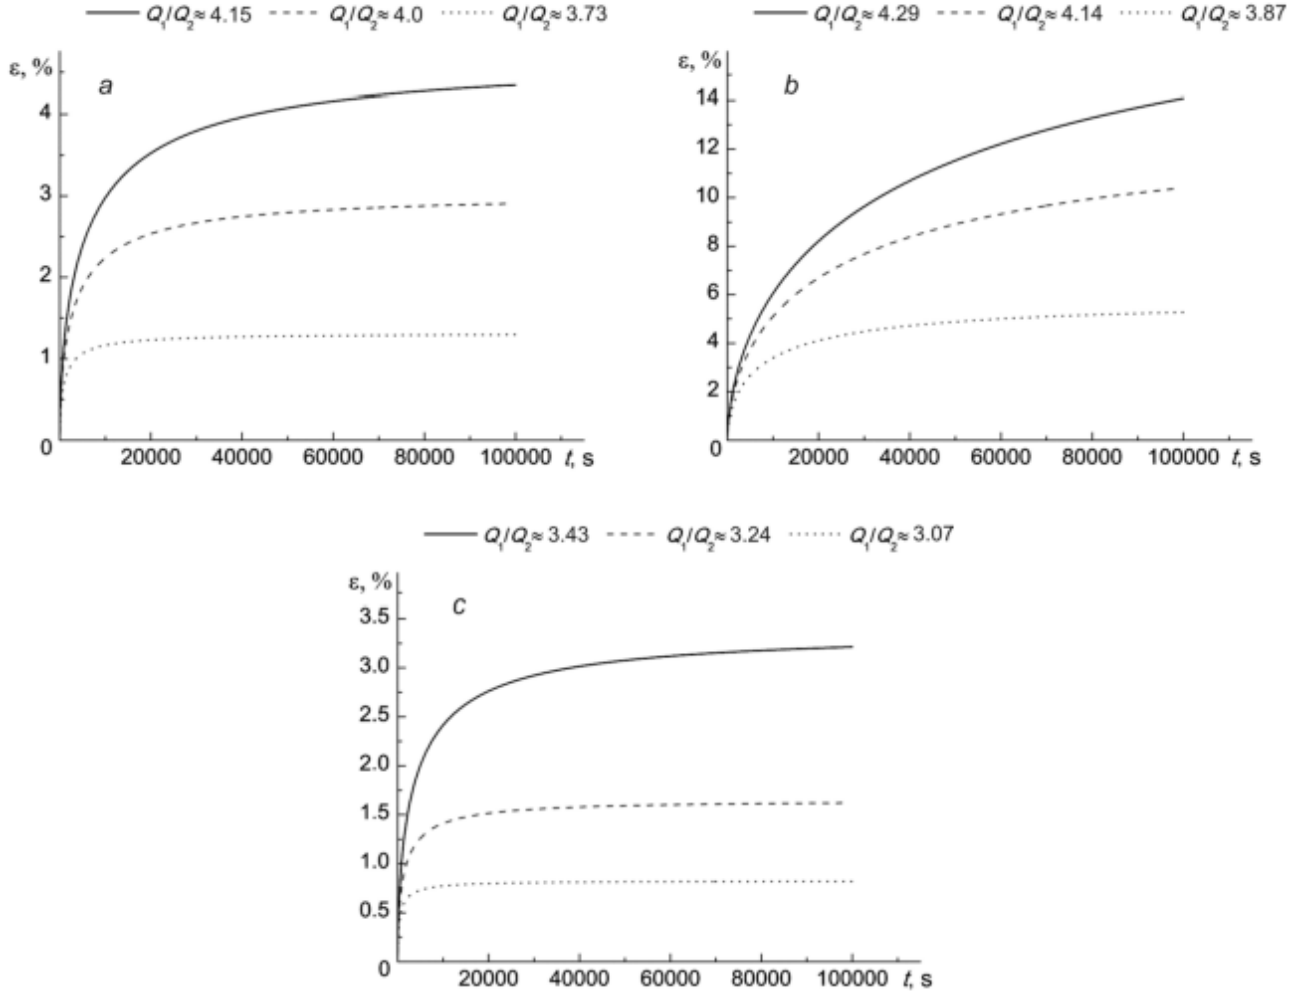 Q₁/Q₂≈ 4.15 Q₁/Q₂≈ 4.0 Q₁/Q₂≈ 3.73
ε, %
a
4
3
2
1
0
20000 40000 60000 80000 100000 t, s
Q₁/Q₂≈ 4.29 Q₁/Q₂≈ 4.14 Q₁/Q₂≈ 3.87
ε, %
b
14
12
10
8
6
4
2
0
20000 40000 60000 80000 100000 t, s
Q₁/Q₂≈ 3.43 Q₁/Q₂≈ 3.24 Q₁/Q₂≈ 3.07
ε, %
c
3.5
3.0
2.5
2.0
1.5
1.0
0.5
0
20000 40000 60000 80000 100000 t, s